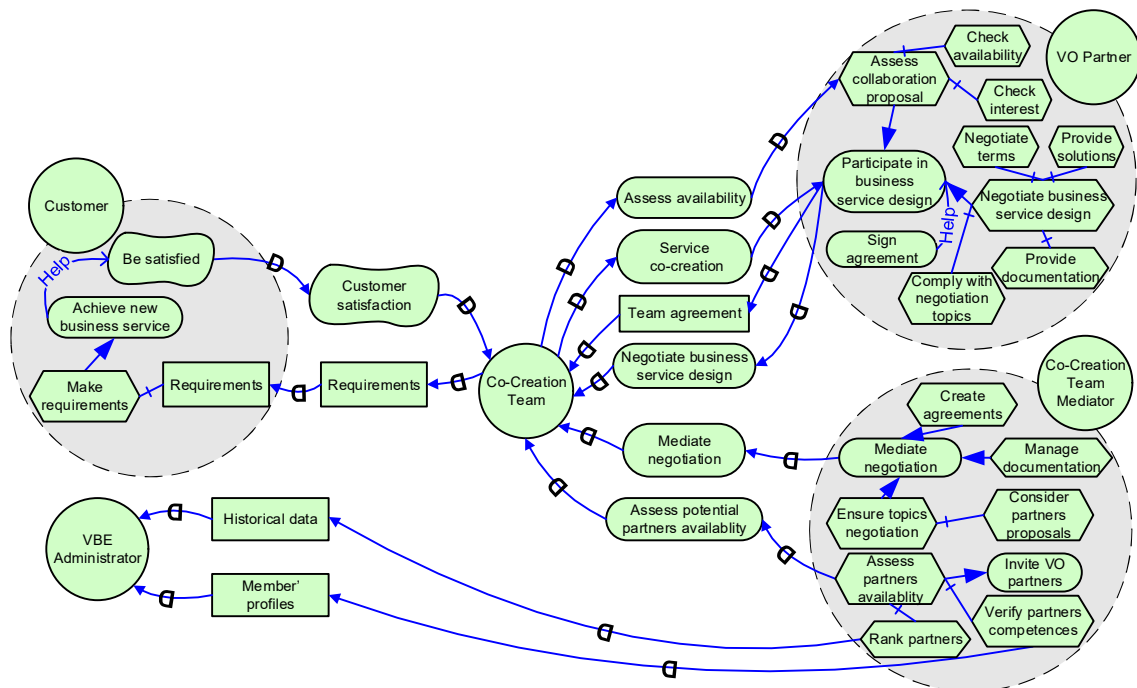 Check
availability
VO Partner
Assess
collaboration
proposal
Check
interest
Negotiate
terms
Provide
solutions
Participate in
business
service design
Negotiate business
service design
Help
Sign
agreement
Provide
documentation
Comply with
negotiation
topics
Customer
Be satisfied
Help
Achieve new
business service
Make
requirements
Requirements
D
Customer
satisfaction
D
D
Requirements
D
Co-Creation
Team
D
Assess availability
D
D
Service
co-creation
D
D
Team agreement
D
D
Negotiate business
service design
D
Co-Creation
Team
Mediator
Create
agreements
D
Mediate
negotiation
D
Mediate
negotiation
Manage
documentation
Ensure topics
negotiation
Consider
partners
proposals
D
Assess potential
partners availablity
D
Assess
partners
availablity
Invite VO
partners
Verify partners
competences
Rank partners
VBE
Administrator
D
Historical data
D
D
Member'
profiles
D